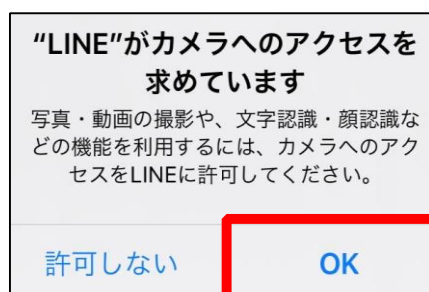 “LINE”がカメラへのアクセスを
求めています
写真・動画の撮影や、文字認識・顔認識な
どの機能を利用するには、カメラへのアク
セスをLINEに許可してください。
許可しない
OK